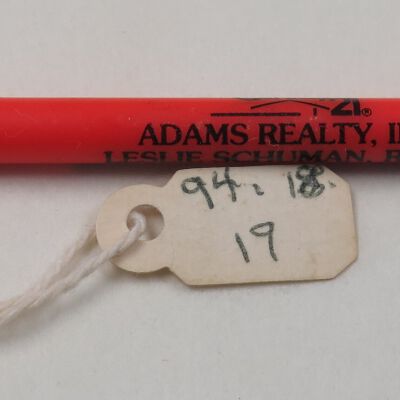 21®
ADAMS REALTY, I
LESLIE SCHUMAN,
94. 18.
19